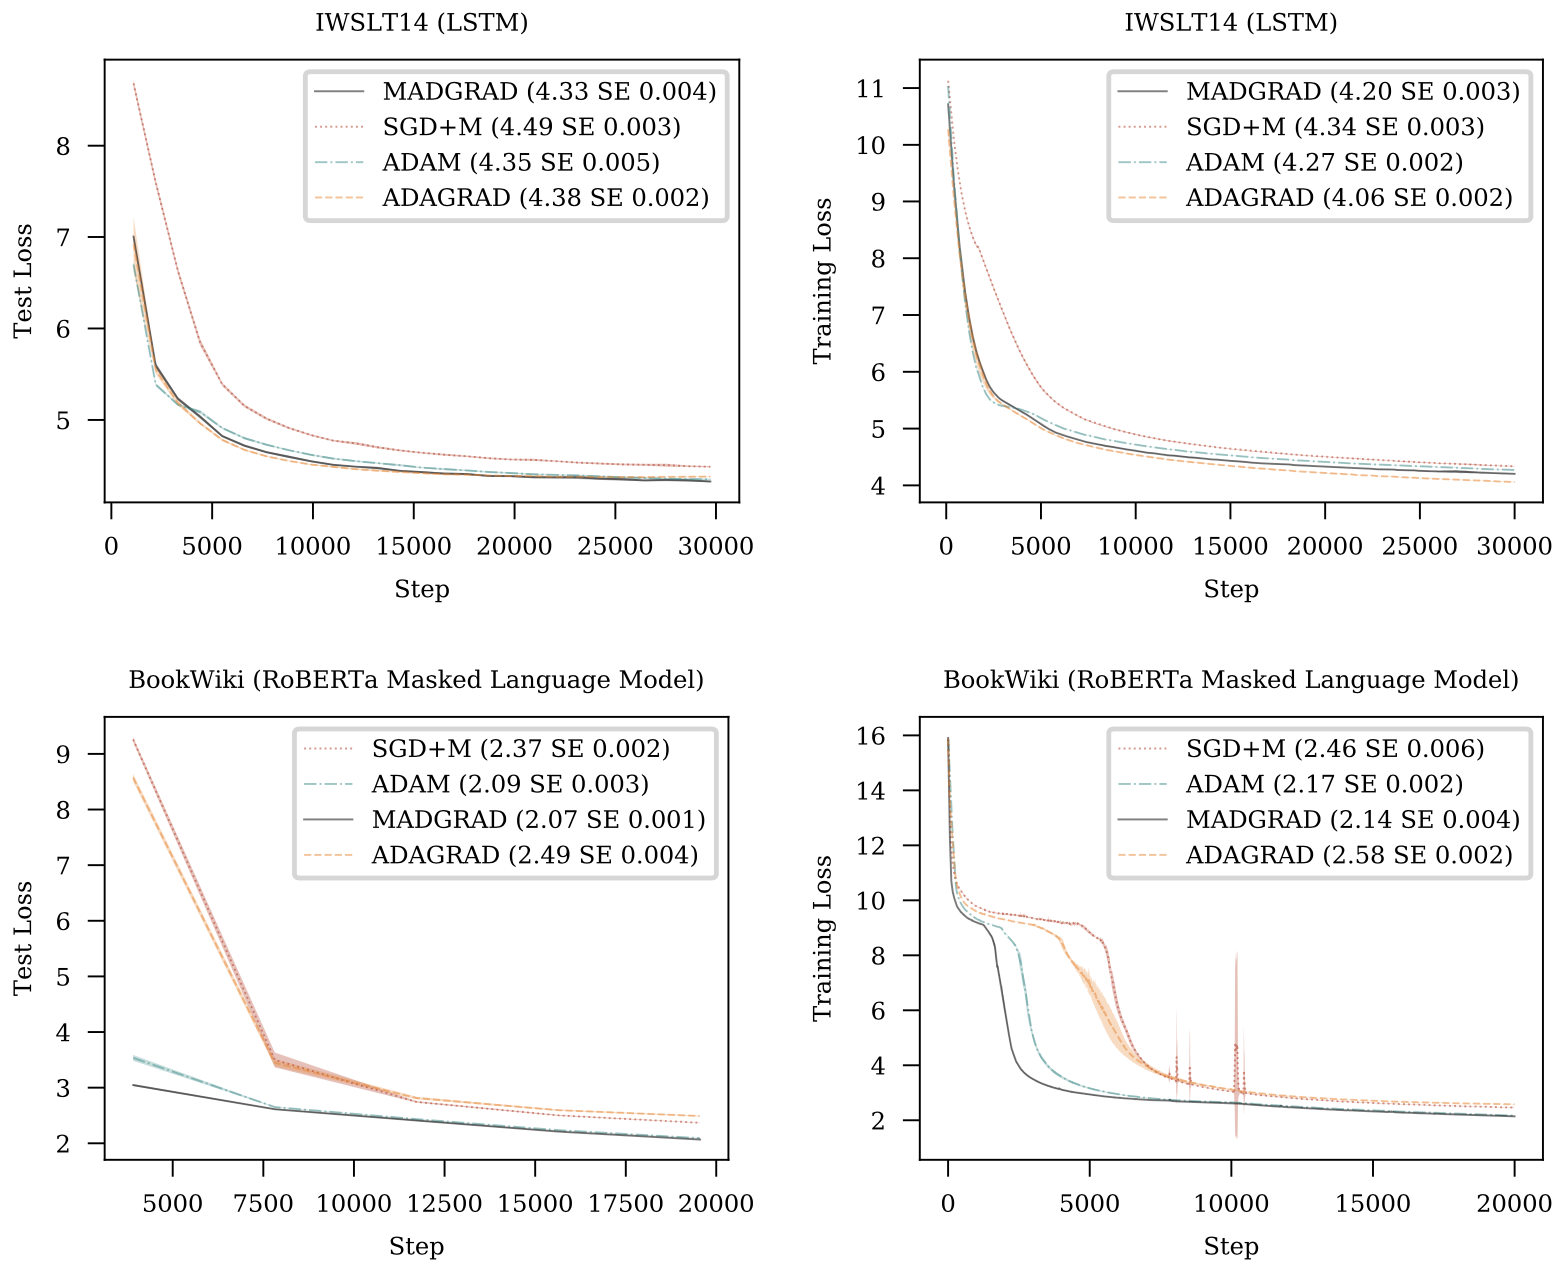 IWSLT14 (LSTM)
MADGRAD (4.33 SE 0.004)
SGD+M (4.49 SE 0.003)
ADAM (4.35 SE 0.005)
ADAGRAD (4.38 SE 0.002)
Test Loss
8
7
6
5
0 5000 10000 15000 20000 25000 30000
Step
IWSLT14 (LSTM)
MADGRAD (4.20 SE 0.003)
SGD+M (4.34 SE 0.003)
ADAM (4.27 SE 0.002)
ADAGRAD (4.06 SE 0.002)
Training Loss
11
10
9
8
7
6
5
4
0 5000 10000 15000 20000 25000 30000
Step
BookWiki (RoBERTa Masked Language Model)
SGD+M (2.37 SE 0.002)
ADAM (2.09 SE 0.003)
MADGRAD (2.07 SE 0.001)
ADAGRAD (2.49 SE 0.004)
Test Loss
9
8
7
6
5
4
3
2
5000 7500 10000 12500 15000 17500 20000
Step
BookWiki (RoBERTa Masked Language Model)
SGD+M (2.46 SE 0.006)
ADAM (2.17 SE 0.002)
MADGRAD (2.14 SE 0.004)
ADAGRAD (2.58 SE 0.002)
Training Loss
16
14
12
10
8
6
4
2
0 5000 10000 15000 20000
Step